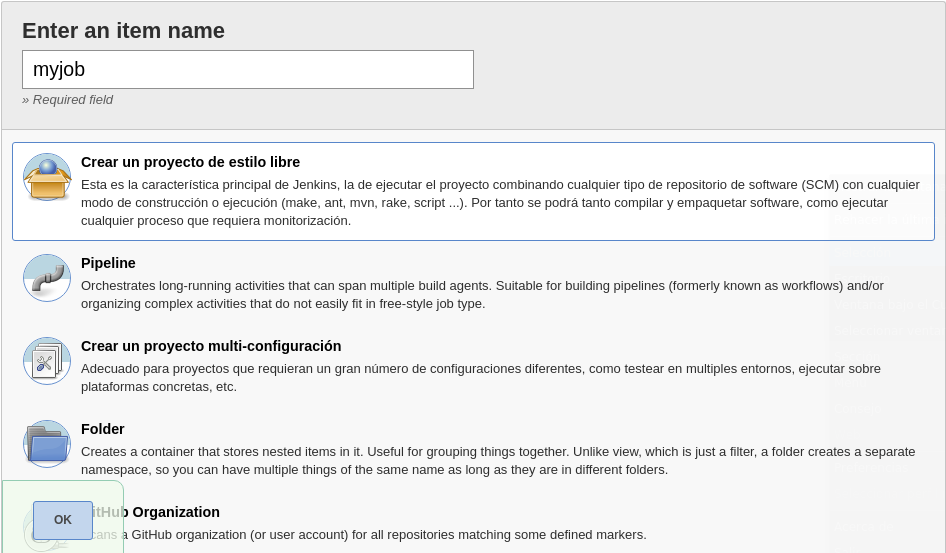 Enter an item name
myjob
» Required field
Crear un proyecto de estilo libre
Esta es la característica principal de Jenkins, la de ejecutar el proyecto combinando cualquier tipo de repositorio de software (SCM) con cualquier
modo de construcción o ejecución (make, ant, mvn, rake, script ...). Por tanto se podrá tanto compilar y empaquetar software, como ejecutar
cualquier proceso que requiera monitorización.
Pipeline
Orchestrates long-running activities that can span multiple build agents. Suitable for building pipelines (formerly known as workflows) and/or
organizing complex activities that do not easily fit in free-style job type.
Crear un proyecto multi-configuración
Adecuado para proyectos que requieran un gran número de configuraciones diferentes, como testear en multiples entornos, ejecutar sobre
plataformas concretas, etc.
Folder
Creates a container that stores nested items in it. Useful for grouping things together. Unlike view, which is just a filter, a folder creates a separate
namespace, so you can have multiple things of the same name as long as they are in different folders.
GitHub Organization
Scans a GitHub organization (or user account) for all repositories matching some defined markers.
OK